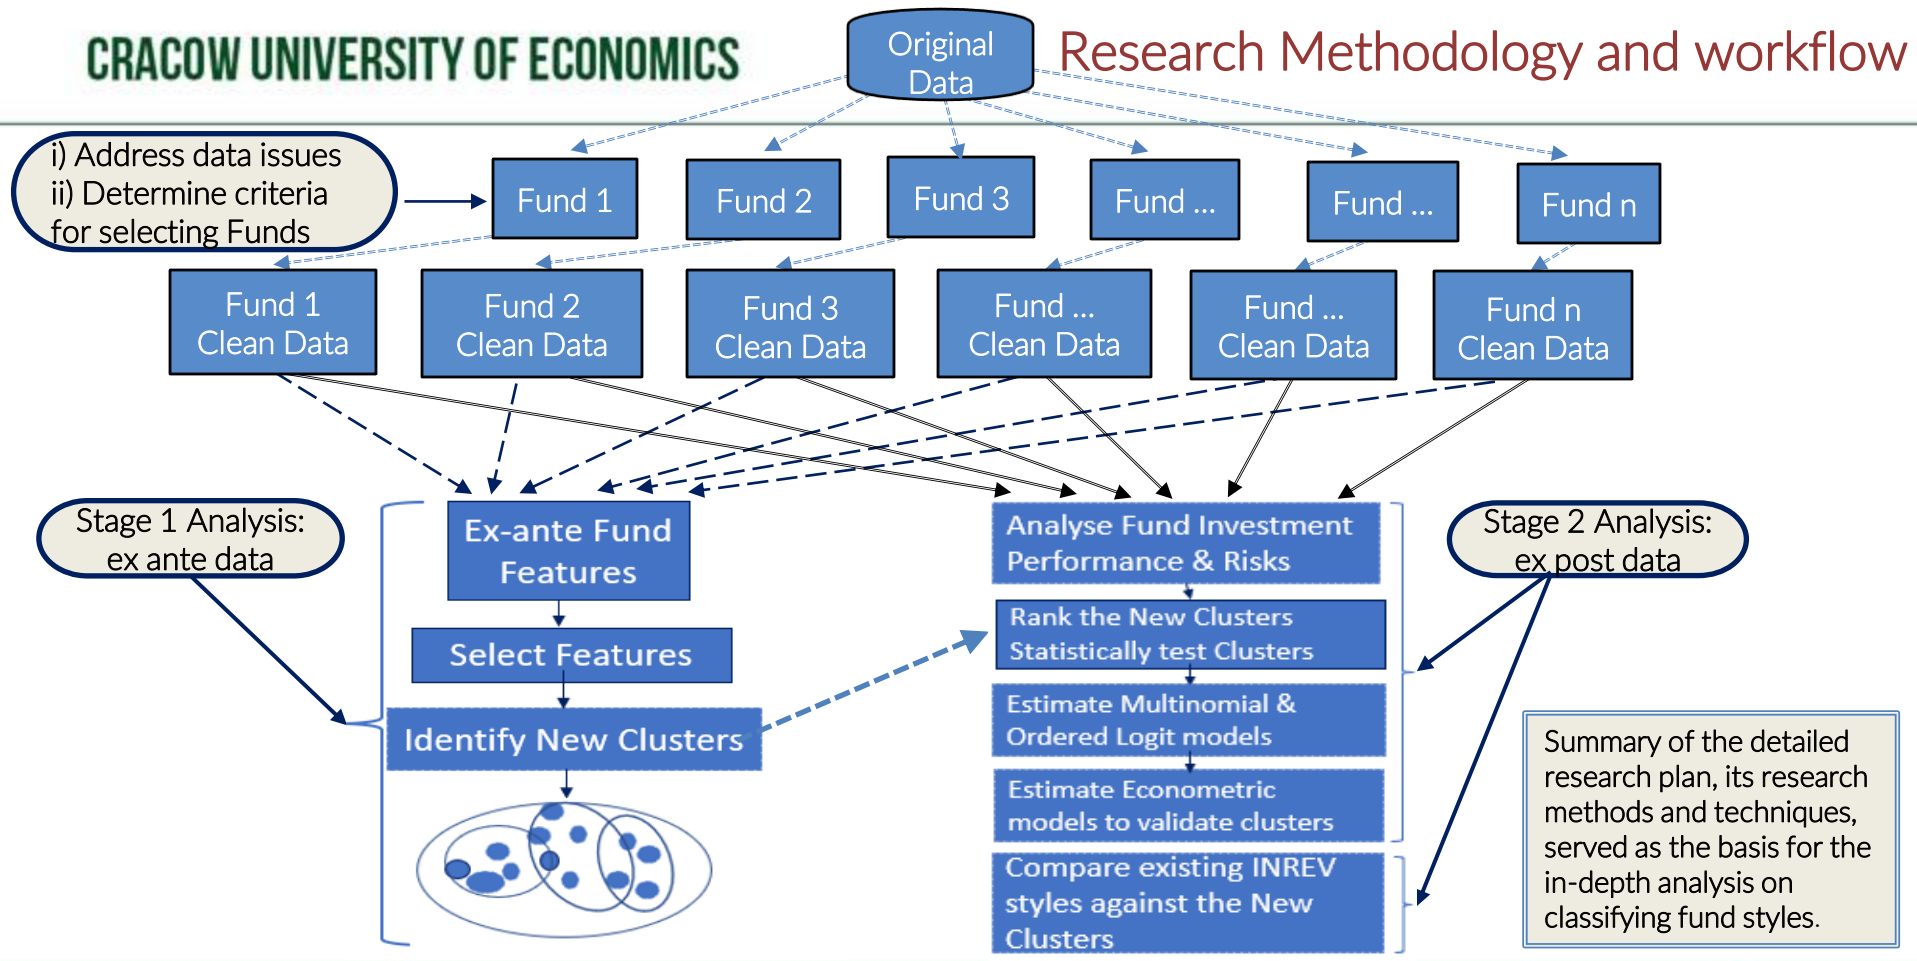 CRACOW UNIVERSITY OF ECONOMICS
Original
Data
Research Methodology and workflow
i) Address data issues
ii) Determine criteria
for selecting Funds
Fund 1
Fund 2
Fund 3
Fund ...
Fund ...
Fund n
Fund 1
Clean Data
Fund 2
Clean Data
Fund 3
Clean Data
Fund ...
Clean Data
Fund ...
Clean Data
Fund n
Clean Data
Stage 1 Analysis:
ex ante data
Ex-ante Fund
Features
Select Features
Identify New Clusters
Analyse Fund Investment
Performance & Risks
Rank the New Clusters
Statistically test Clusters
Estimate Multinomial &
Ordered Logit models
Estimate Econometric
models to validate clusters
Compare existing INREV
styles against the New
Clusters
Stage 2 Analysis:
ex post data
Summary of the detailed
research plan, its research
methods and techniques,
served as the basis for the
in-depth analysis on
classifying fund styles.